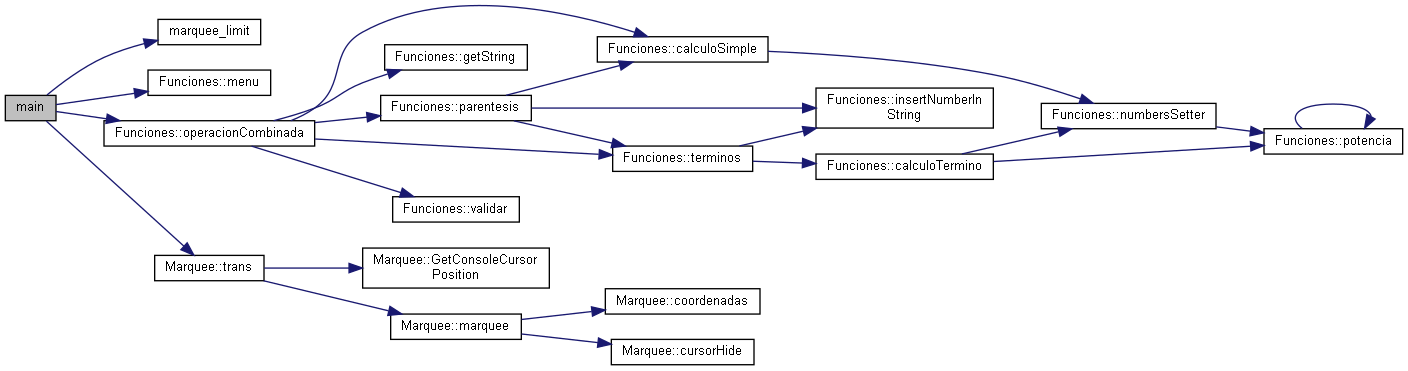 main
marquee_limit
Funciones::menu
Funciones::operacionCombinada
Marquee::trans
Funciones::getString
Funciones::parentesis
Funciones::validar
Marquee::GetConsoleCursor
Position
Marquee::marquee
Funciones::calculoSimple
Funciones::terminos
Marquee::coordenadas
Marquee::cursorHide
Funciones::insertNumberIn
String
Funciones::calculoTermino
Funciones::numbersSetter
Funciones::potencia